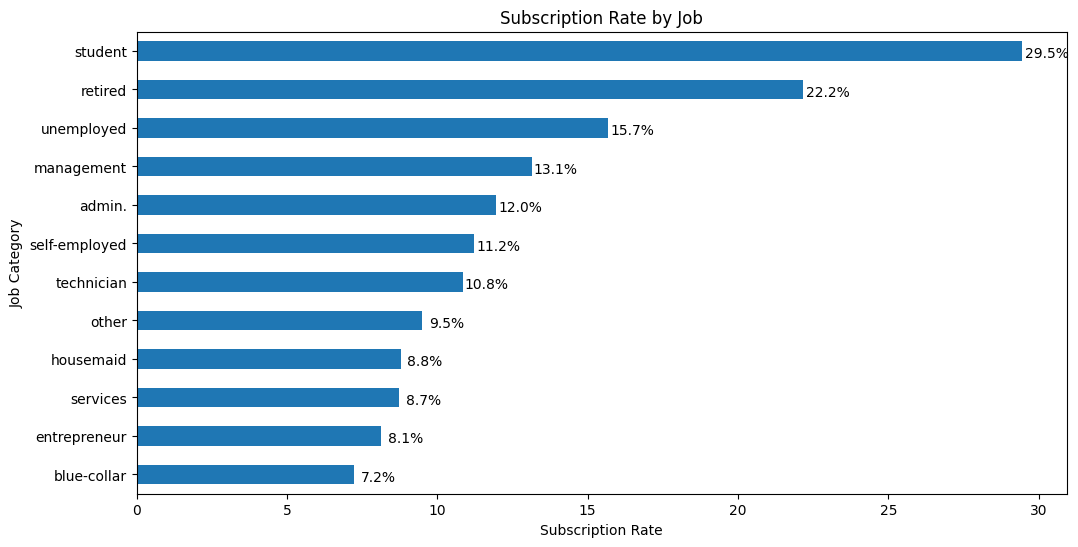 Subscription Rate by Job
Job Category
student 29.5%
retired 22.2%
unemployed 15.7%
management 13.1%
admin. 12.0%
self-employed 11.2%
technician 10.8%
other 9.5%
housemaid 8.8%
services 8.7%
entrepreneur 8.1%
blue-collar 7.2%
0 5 10 15 20 25 30
Subscription Rate